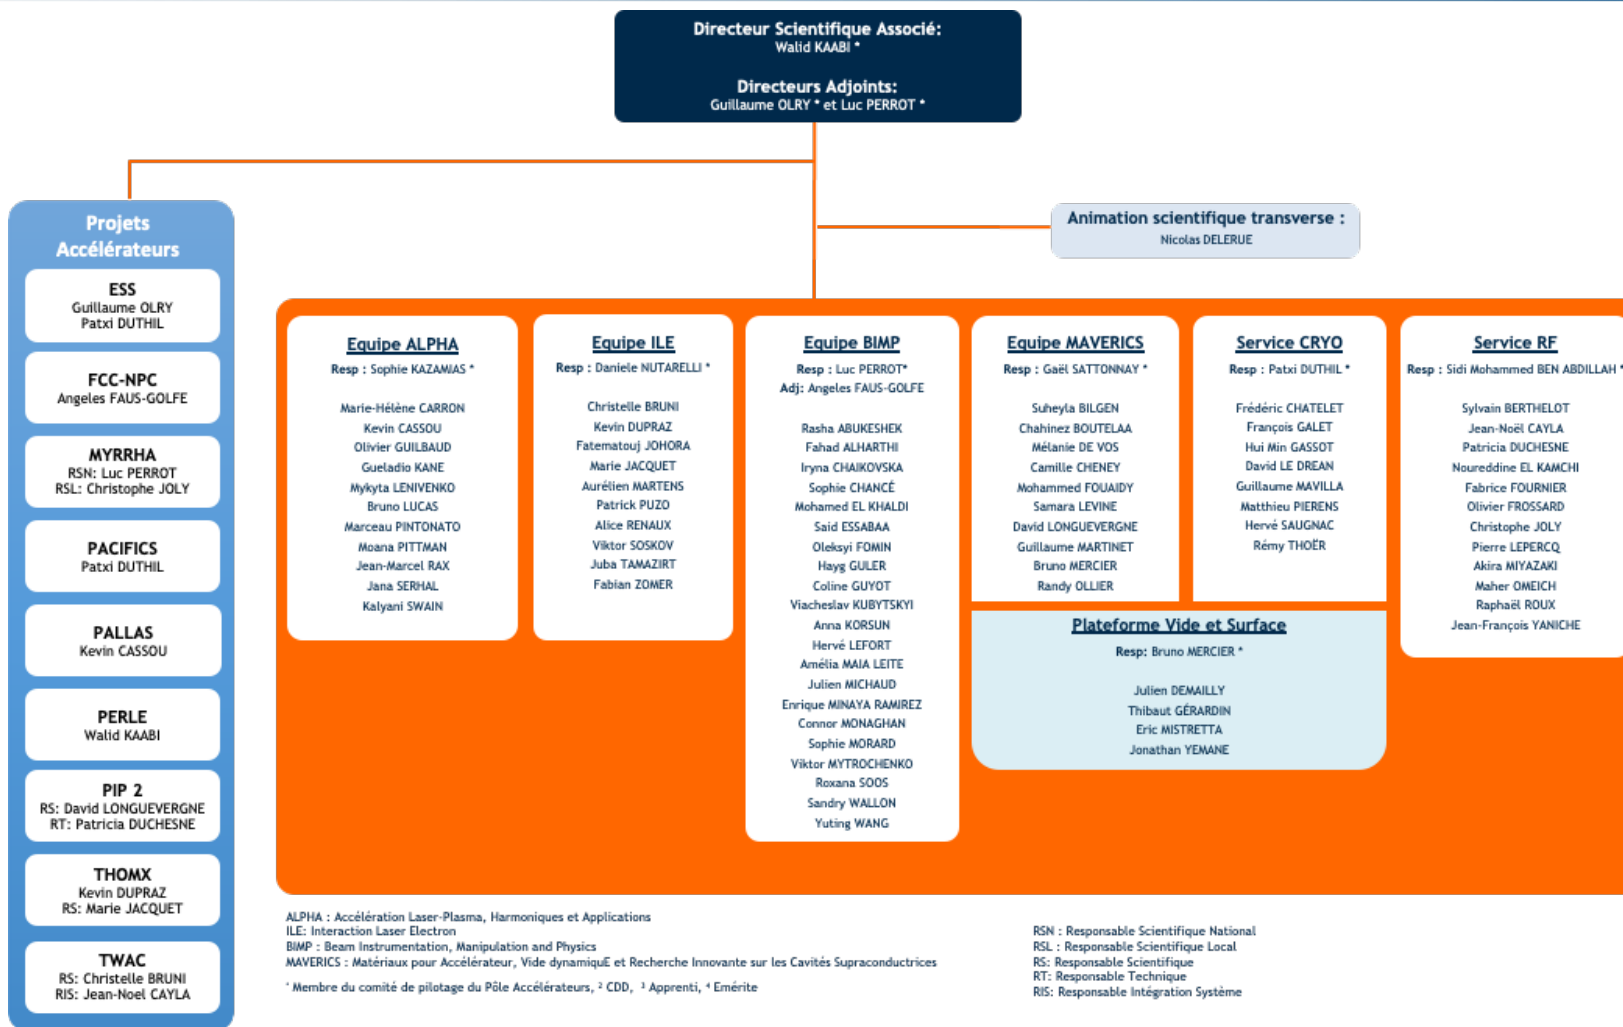 Directeur Scientifique Associé:
Walid KAABI *
Directeurs Adjoints:
Guillaume OLRY * et Luc PERROT *
Projets
Accélérateurs
ESS
Guillaume OLRY
Patxi DUTHIL
FCC-NPC
Angeles FAUS-GOLFE
MYRRHA
RSN: Luc PERROT
RSL: Christophe JOLY
PACIFICS
Patxi DUTHIL
PALLAS
Kevin CASSOU
PERLE
Walid KAABI
PIP 2
RS: David LONGUEVERGNE
RT: Patricia DUCHESNE
THOMX
Kevin DUPRAZ
RS: Marie JACQUET
TWAC
RS: Christelle BRUNI
RIS: Jean-Noel CAYLA
Animation scientifique transverse :
Nicolas DELERUE
Equipe ALPHA
Resp : Sophie KAZAMIAS *
Marie-Hélène CARRON
Kevin CASSOU
Olivier GUILBAUD
Gueladio KANE
Mykyta LENIVENKO
Bruno LUCAS
Marceau PINTONATO
Moana PITTMAN
Jean-Marcel RAX
Jana SERHAL
Kalyani SWAIN
Equipe ILE
Resp : Daniele NUTARELLI *
Christelle BRUNI
Kevin DUPRAZ
Fatematouj JOHORA
Marie JACQUET
Aurélien MARTENS
Patrick PUZO
Alice RENAUX
Viktor SOSKOV
Juba TAMAZIRT
Fabian ZOMER
Equipe BIMP
Resp : Luc PERROT*
Adj: Angeles FAUS-GOLFE
Rasha ABUKESHEK
Fahad ALHARTHI
Iryna CHAIKOVSKA
Sophie CHANCÉ
Mohamed EL KHALDI
Said ESSABAA
Oleksyi FOMIN
Hayg GULER
Coline GUYOT
Viacheslav KUBYTSKYI
Anna KORSUN
Hervé LEFORT
Amélia MAIA LEITE
Julien MICHAUD
Enrique MINAYA RAMIREZ
Connor MONAGHAN
Sophie MORARD
Viktor MYTROCHENKO
Roxana SOOS
Sandry WALLON
Yuting WANG
Equipe MAVERICS
Resp : Gaël SATTONNAY *
Suheyla BILGEN
Chahinez BOUTELAA
Mélanie DE VOS
Camille CHENEY
Mohammed FOUAIDY
Samara LEVINE
David LONGUEVERGNE
Guillaume MARTINET
Bruno MERCIER
Randy OLLIER
Service CRYO
Resp : Patxi DUTHIL *
Frédéric CHATELET
François GALET
Hui Min GASSOT
David LE DREAN
Guillaume MAVILLA
Matthieu PIERENS
Hervé SAUGNAC
Rémy THOËR
Plateforme Vide et Surface
Resp: Bruno MERCIER *
Julien DEMAILLY
Thibaut GÉRARDIN
Eric MISTRETTA
Jonathan YEMANE
Service RF
Resp : Sidi Mohammed BEN ABDILLAH *
Sylvain BERTHELOT
Jean-Noël CAYLA
Patricia DUCHESNE
Noureddine EL KAMCHI
Fabrice FOURNIER
Olivier FROSSARD
Christophe JOLY
Pierre LEPERCQ
Akira MIYAZAKI
Maher OMEICH
Raphaël ROUX
Jean-François YANICHE
ALPHA : Accélération Laser-Plasma, Harmoniques et Applications
ILE: Interaction Laser Electron
BIMP : Beam Instrumentation, Manipulation and Physics
MAVERICS : Matériaux pour Accélérateur, Vide dynamiquE et Recherche Innovante sur les Cavités Supraconductrices
* Membre du comité de pilotage du Pôle Accélérateurs, ² CDD, ³ Apprenti, ⁴ Emérite
RSN : Responsable Scientifique National
RSL : Responsable Scientifique Local
RS: Responsable Scientifique
RT: Responsable Technique
RIS: Responsable Intégration Système